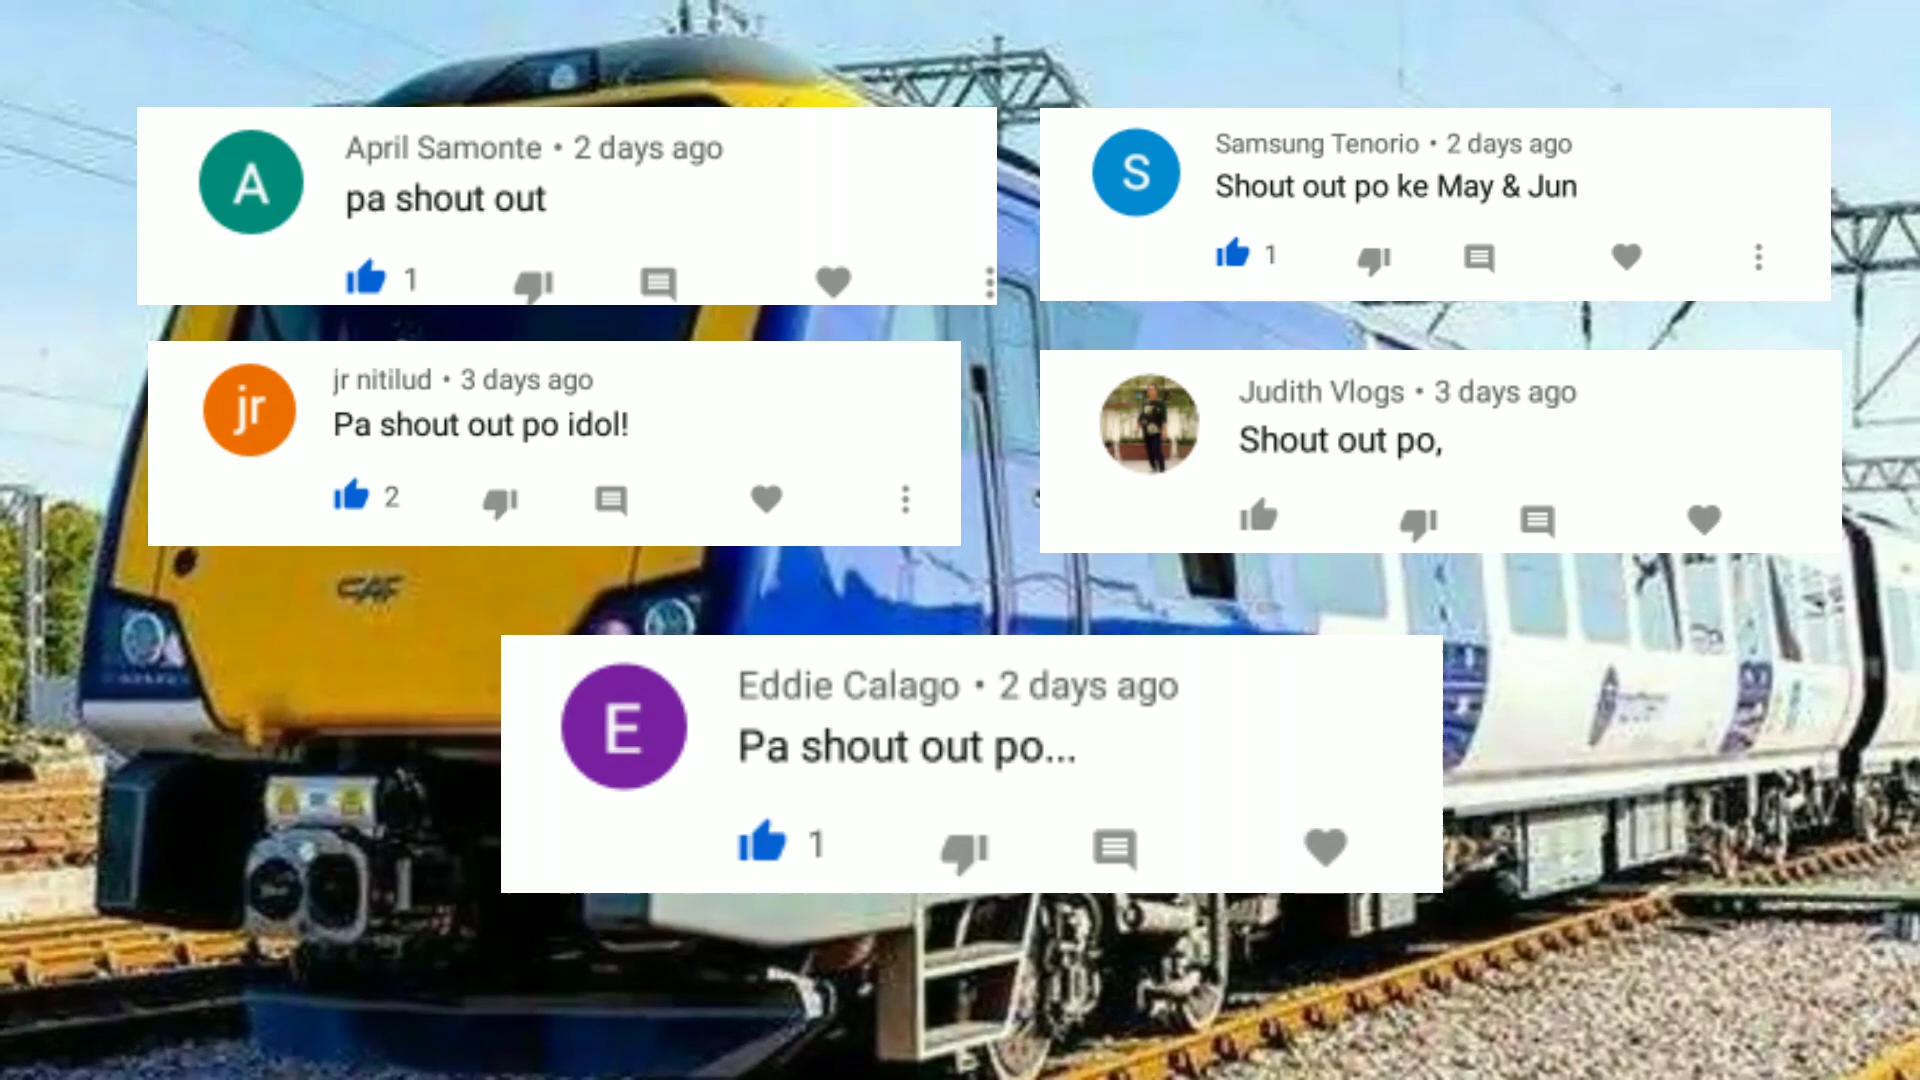 April Samonte • 2 days ago
pa shout out
1
Samsung Tenorio • 2 days ago
Shout out po ke May & Jun
1
jr nitilud • 3 days ago
Pa shout out po idol!
2
Judith Vlogs • 3 days ago
Shout out po,
Eddie Calago • 2 days ago
Pa shout out po...
1
A
S
jr
E
CAF